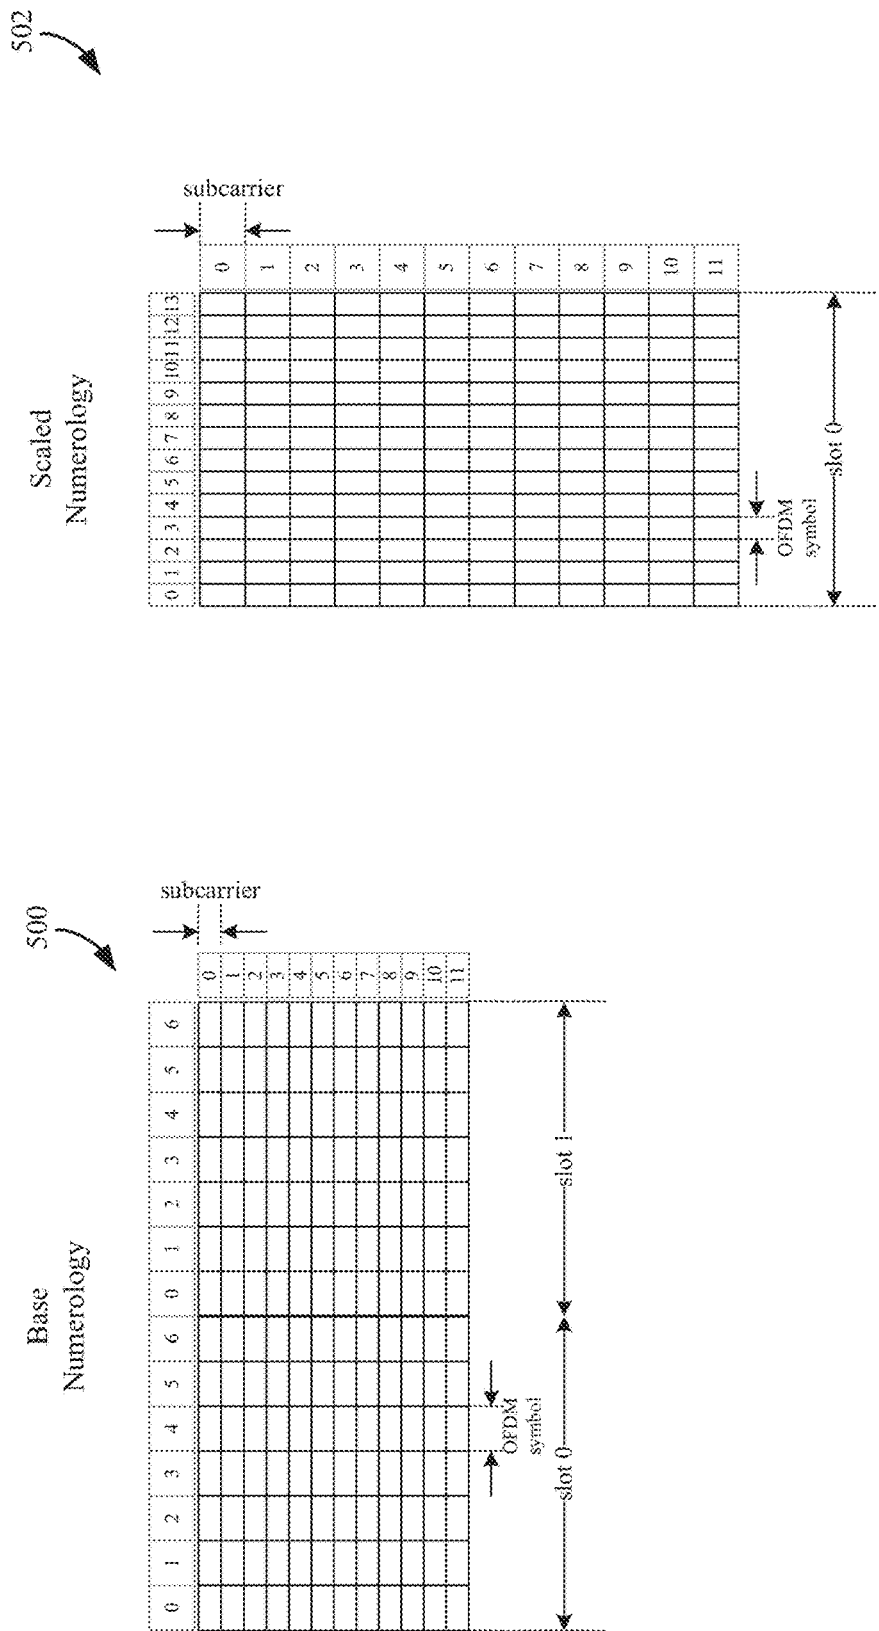 500
502
Base
Numerology
Scaled
Numerology
0 1 2 3 4 5 6 0 1 2 3 4 5 6
0
1
2
3
4
5
6
7
8
9
10
11
subcarrier
OFDM
symbol
slot 0
slot 1
0 1 2 3 4 5 6 7 8 9 10 11 12 13
0
1
2
3
4
5
6
7
8
9
10
11
subcarrier
OFDM
symbol
slot 0